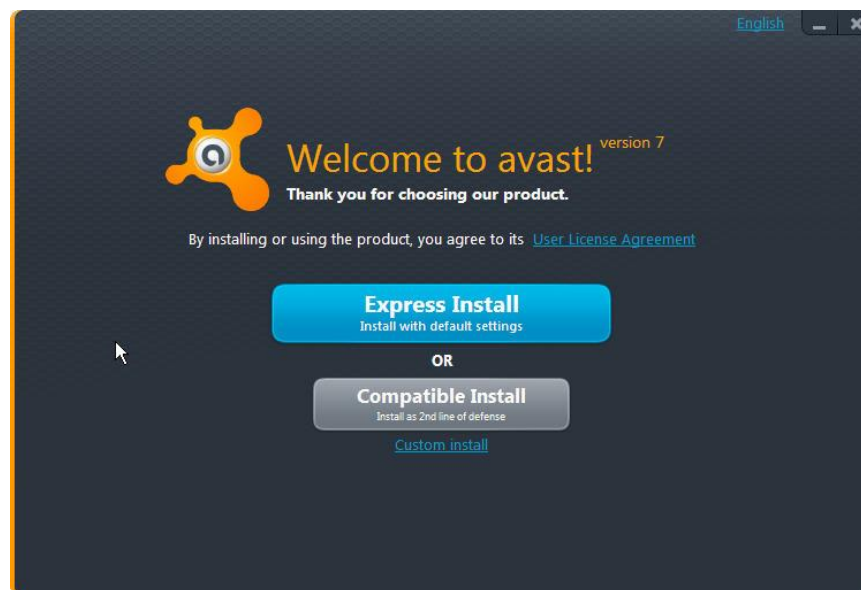 English
Welcome to avast! version 7
Thank you for choosing our product.
By installing or using the product, you agree to its User License Agreement
Express Install
Install with default settings
OR
Compatible Install
Install as 2nd line of defense
Custom install